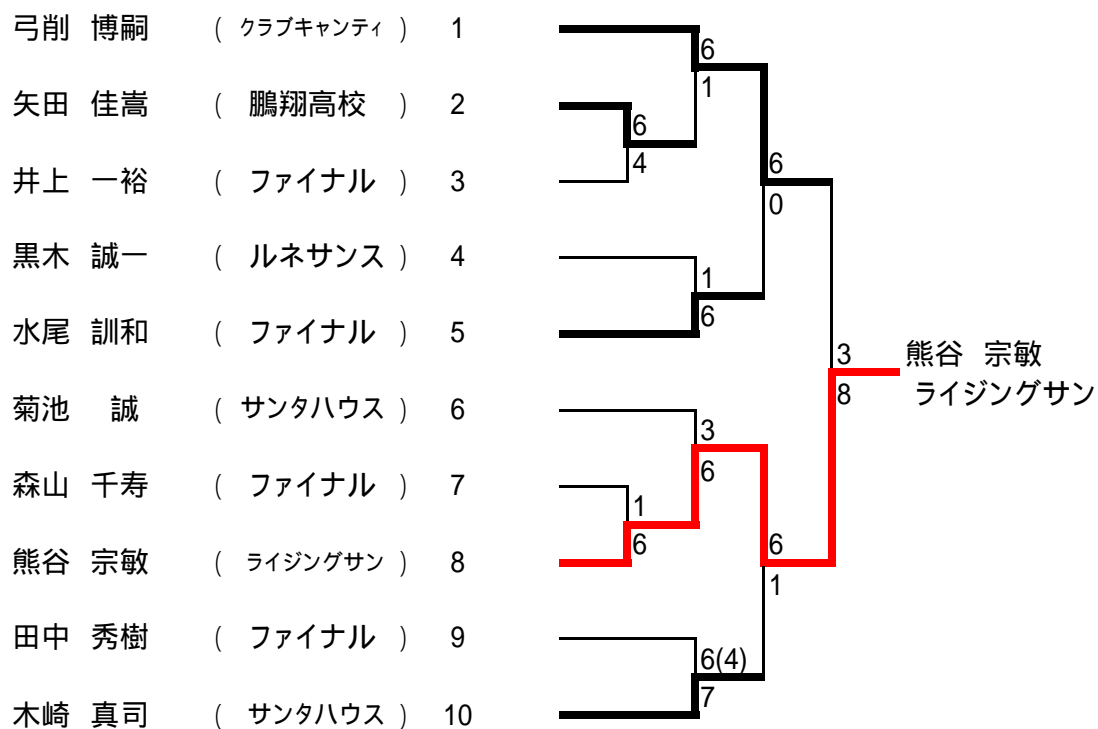 弓削 博嗣 ( クラブキャンティ ) 1
6
1
矢田 佳嵩 ( 鵬翔高校 ) 2
6
4
井上 一裕 ( ファイナル ) 3
6
0
黒木 誠一 ( ルネサンス ) 4
1
6
水尾 訓和 ( ファイナル ) 5
3
8
熊谷 宗敏
ライジングサン
菊池 誠 ( サンタハウス ) 6
3
6
森山 千寿 ( ファイナル ) 7
1
6
熊谷 宗敏 ( ライジングサン ) 8
6
1
田中 秀樹 ( ファイナル ) 9
6(4)
7
木崎 真司 ( サンタハウス ) 10